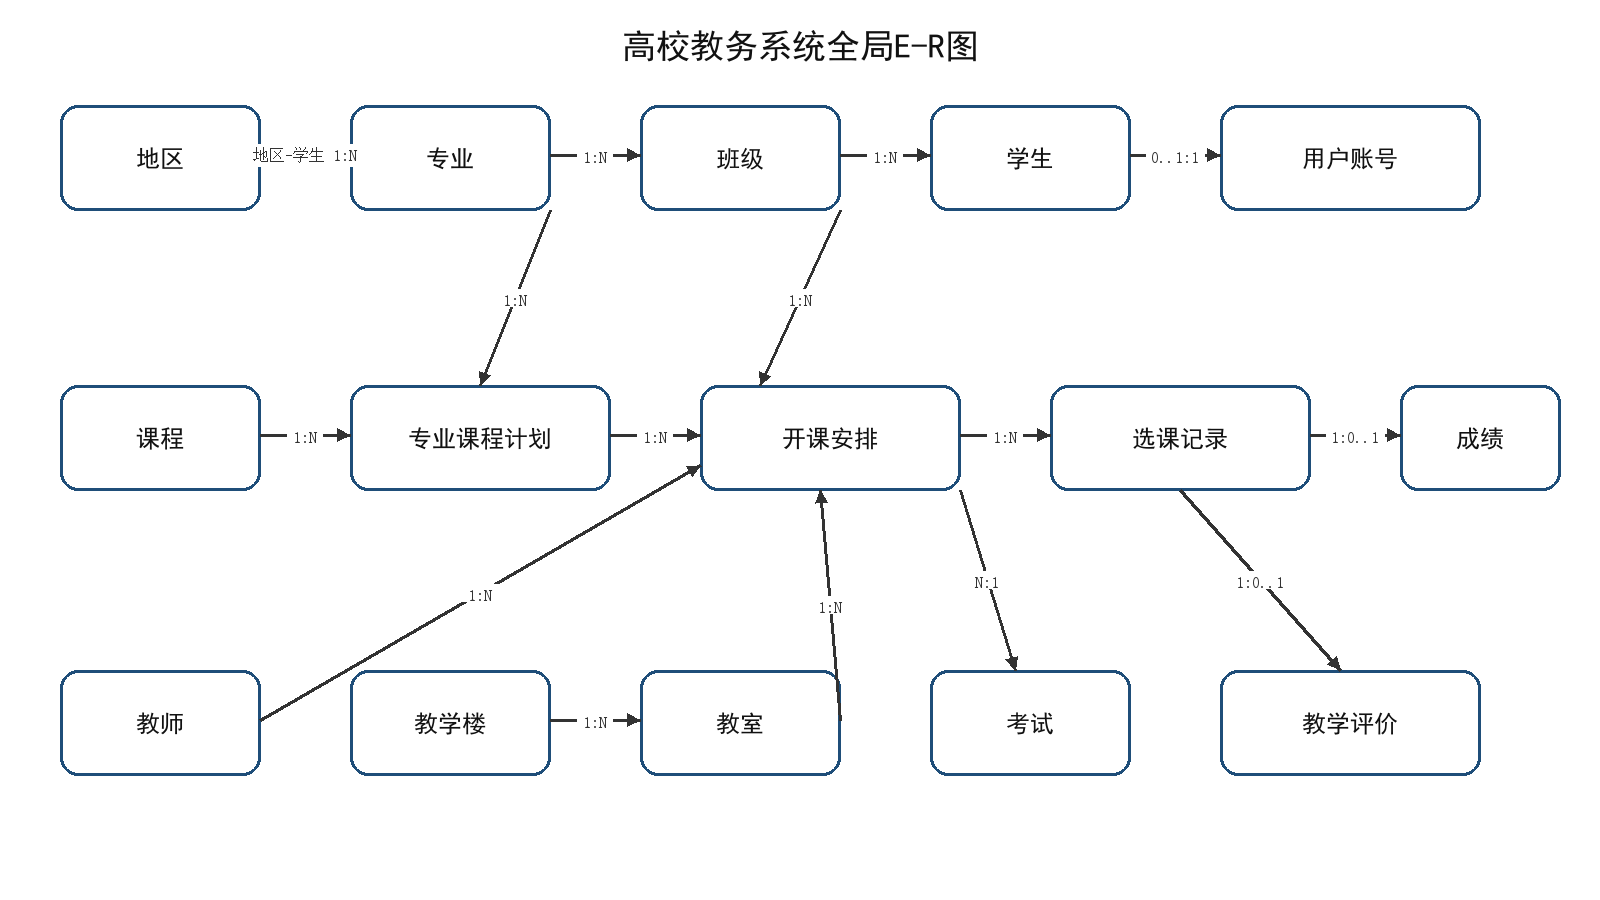 高校教务系统全局E-R图
地区
地区-学生 1:N
专业
1:N
班级
1:N
学生
0..1:1
用户账号
1:N
1:N
课程
1:N
专业课程计划
1:N
开课安排
1:N
选课记录
1:0..1
成绩
1:N
1:N
N:1
1:0..1
教师
教学楼
1:N
教室
考试
教学评价